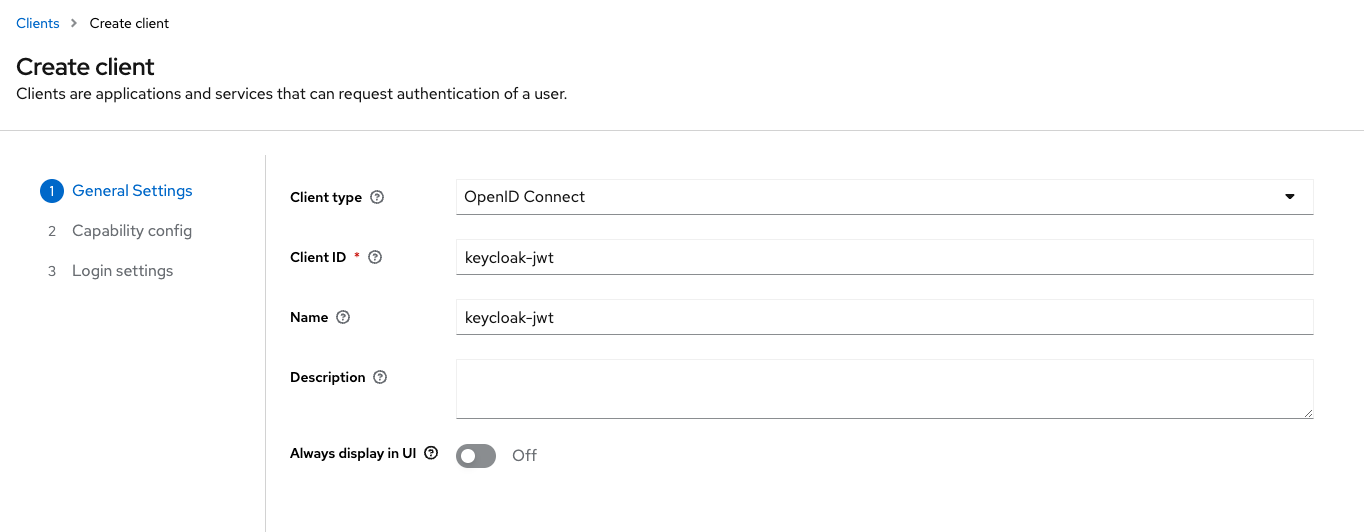 Clients > Create client
Create client
Clients are applications and services that can request authentication of a user.
1 General Settings
2 Capability config
3 Login settings
Client type ? OpenID Connect
Client ID * ? keycloak-jwt
Name ? keycloak-jwt
Description ?
Always display in UI ? Off